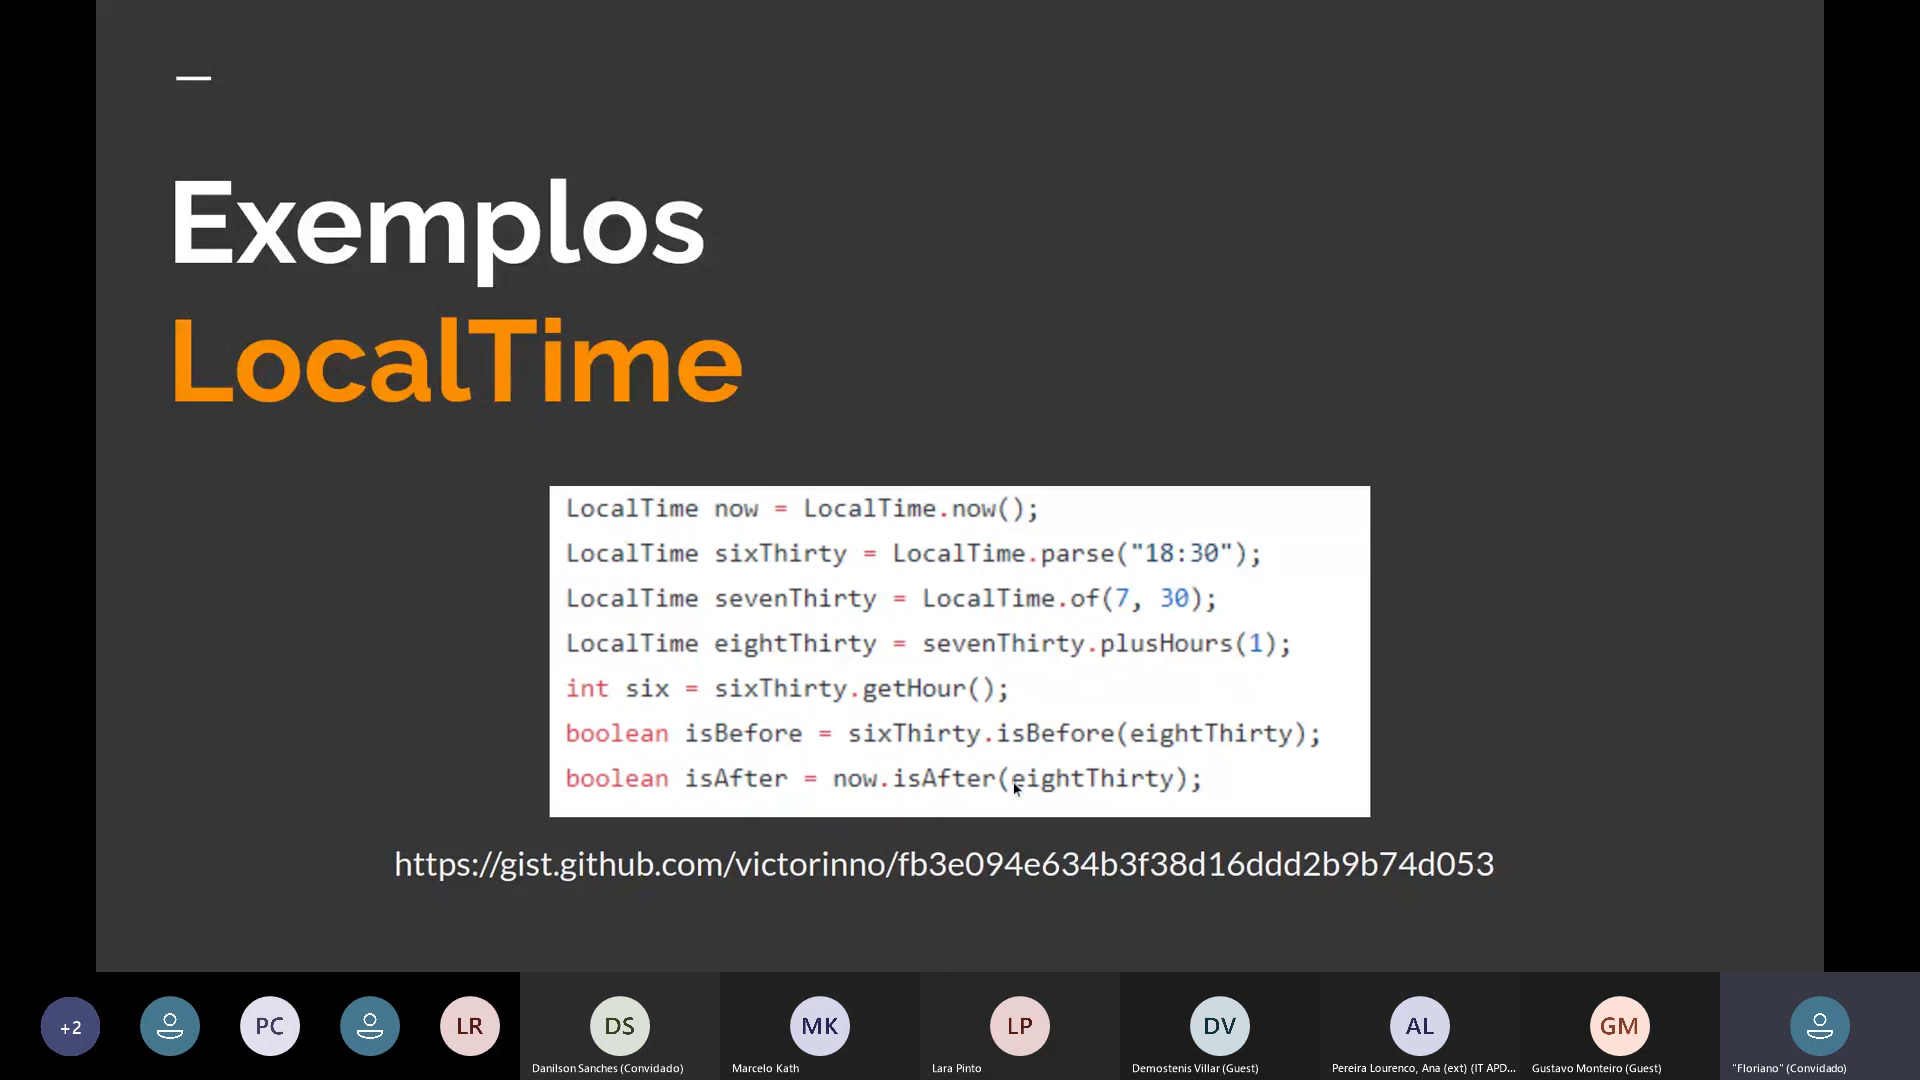 Exemplos
LocalTime
LocalTime now = LocalTime.now();
LocalTime sixThirty = LocalTime.parse("18:30");
LocalTime sevenThirty = LocalTime.of(7, 30);
LocalTime eightThirty = sevenThirty.plusHours(1);
int six = sixThirty.getHour();
boolean isBefore = sixThirty.isBefore(eightThirty);
boolean isAfter = now.isAfter(eightThirty);
https://gist.github.com/victorinno/fb3e094e634b3f38d16ddd2b9b74d053
+2 PC LR DS MK LP DV AL GM
Danilson Sanches (Convidado) Marcelo Kath Lara Pinto Demostenis Villar (Guest) Pereira Lourenco, Ana (ext) (IT APD... Gustavo Monteiro (Guest) "Floriano" (Convidado)